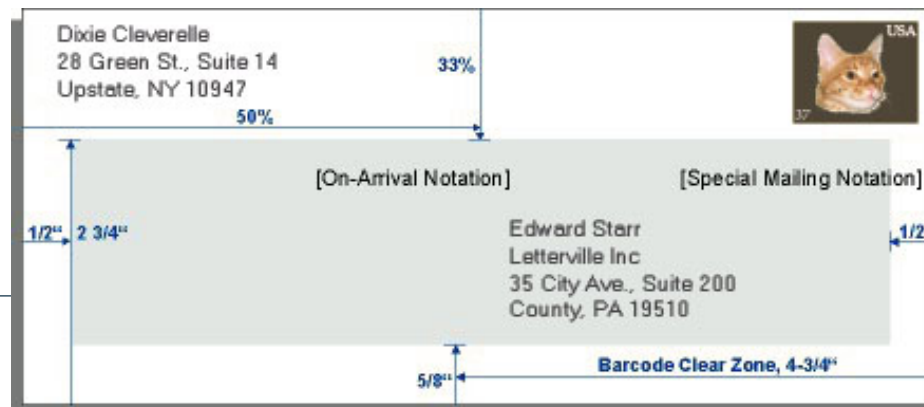 Dixie Cleverelle
28 Green St., Suite 14
Upstate, NY 10947
USA
37
33%
50%
[On-Arrival Notation]
[Special Mailing Notation]
1/2“
2 3/4“
1/2
Edward Starr
Letterville Inc
35 City Ave., Suite 200
County, PA 19510
Barcode Clear Zone, 4-3/4“
5/8“